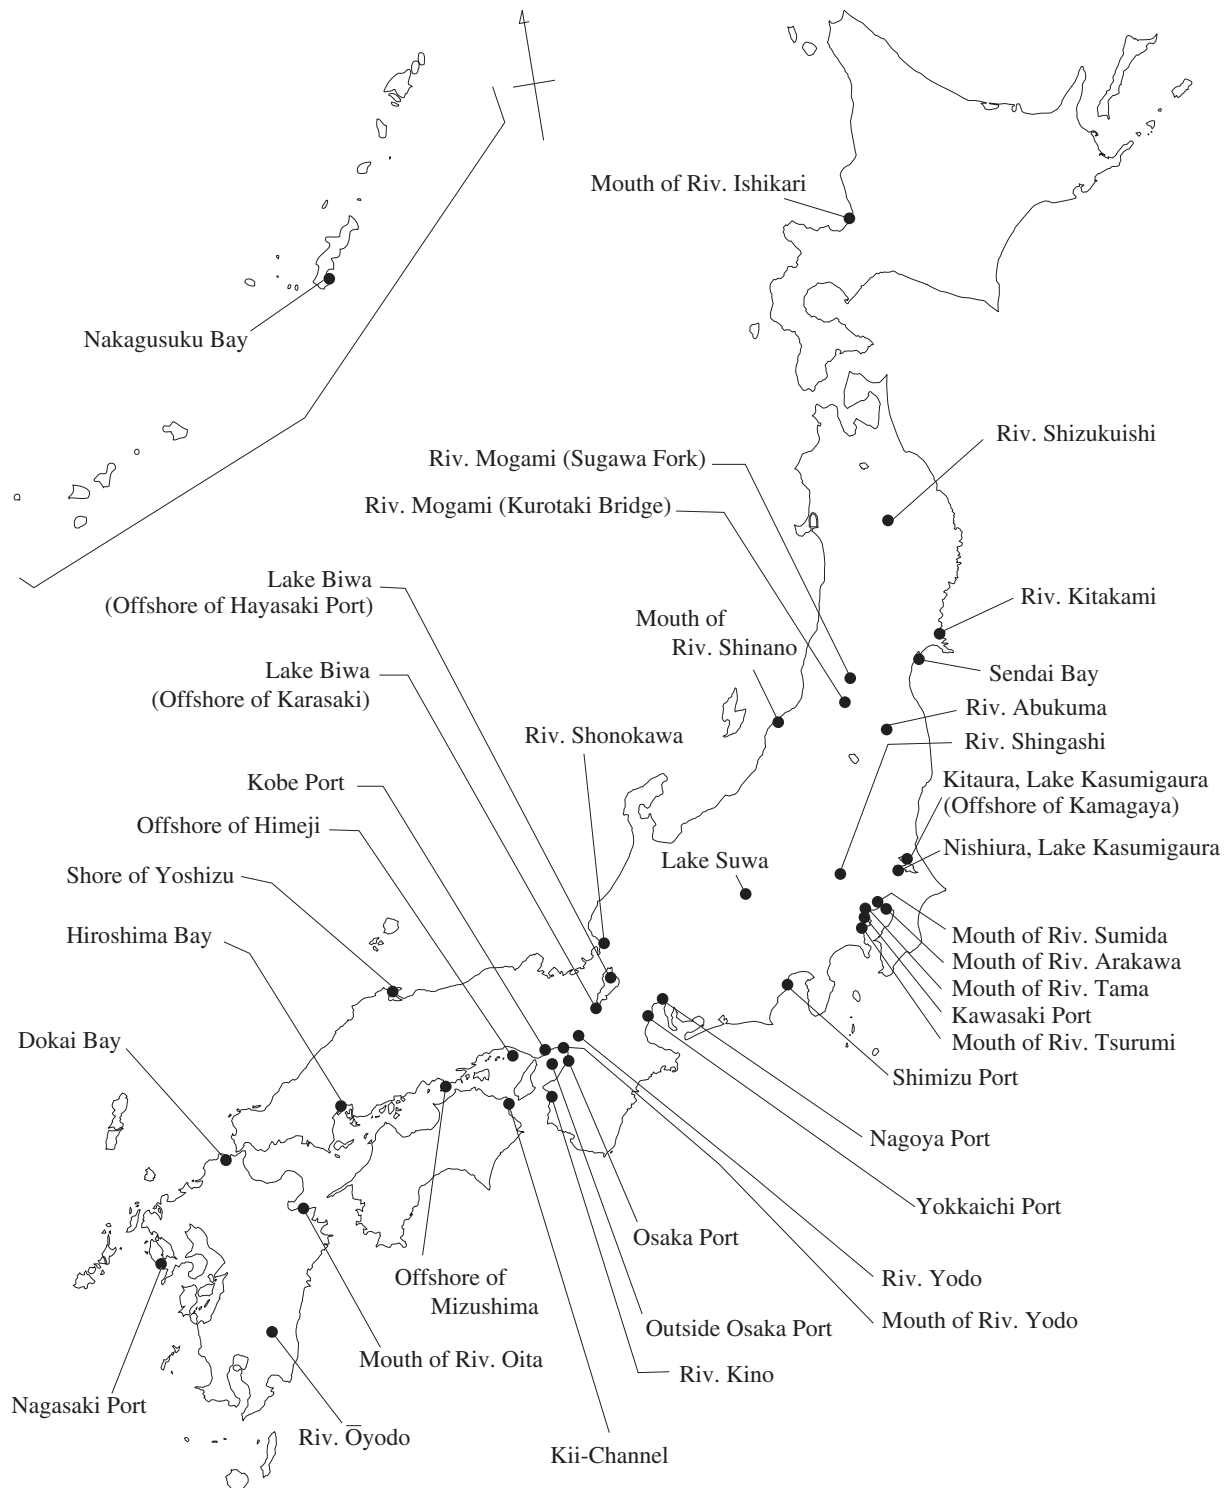 Mouth of Riv. Ishikari
Nakagusuku Bay
Riv. Shizukuishi
Riv. Mogami (Sugawa Fork)
Riv. Mogami (Kurotaki Bridge)
Lake Biwa
(Offshore of Hayasaki Port)
Riv. Kitakami
Mouth of
Riv. Shinano
Lake Biwa
(Offshore of Karasaki)
Sendai Bay
Riv. Abukuma
Riv. Shonokawa
Riv. Shingashi
Kobe Port
Kitaura, Lake Kasumigaura
(Offshore of Kamagaya)
Offshore of Himeji
Nishiura, Lake Kasumigaura
Lake Suwa
Shore of Yoshizu
Hiroshima Bay
Mouth of Riv. Sumida
Mouth of Riv. Arakawa
Mouth of Riv. Tama
Kawasaki Port
Mouth of Riv. Tsurumi
Dokai Bay
Shimizu Port
Nagoya Port
Yokkaichi Port
Osaka Port
Riv. Yodo
Offshore of
Mizushima
Mouth of Riv. Yodo
Outside Osaka Port
Mouth of Riv. Oita
Riv. Kino
Nagasaki Port
Riv. Ōyodo
Kii-Channel